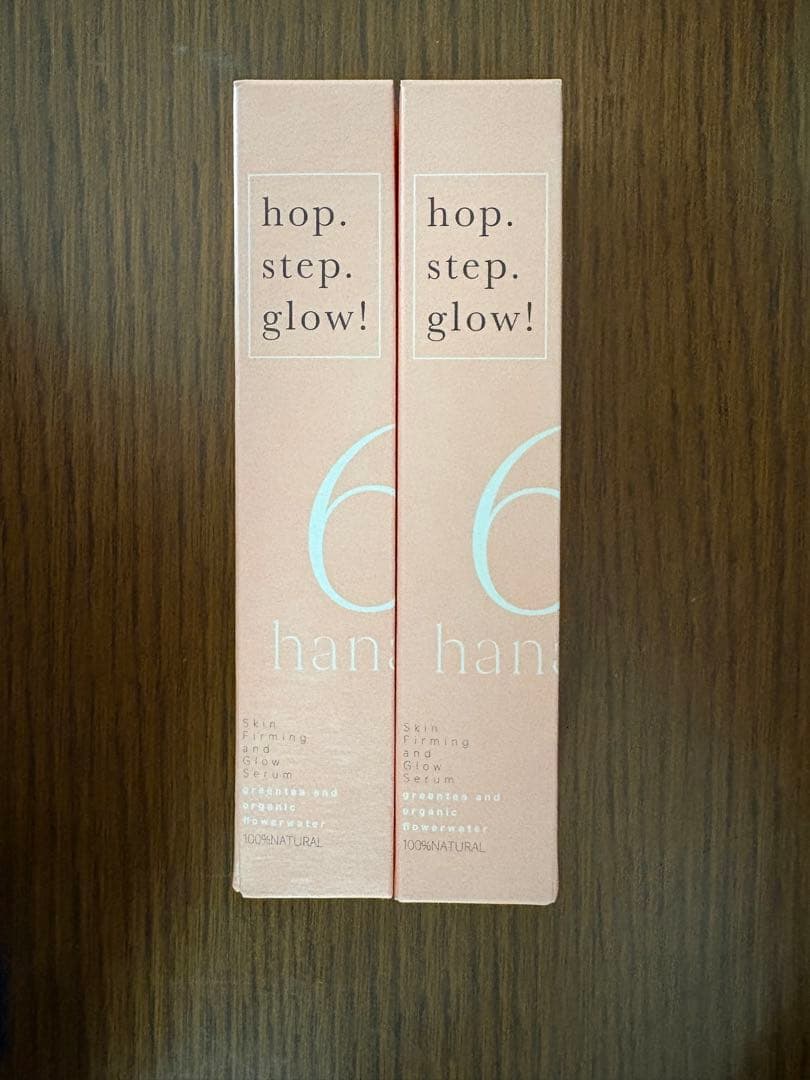 hop.
step.
glow!
6
hana
Skin
Firming
and
Glow
Serum
greentea and
organic
flowerwater
100%NATURAL
hop.
step.
glow!
6
hana
Skin
Firming
and
Glow
Serum
greentea and
organic
flowerwater
100%NATURAL